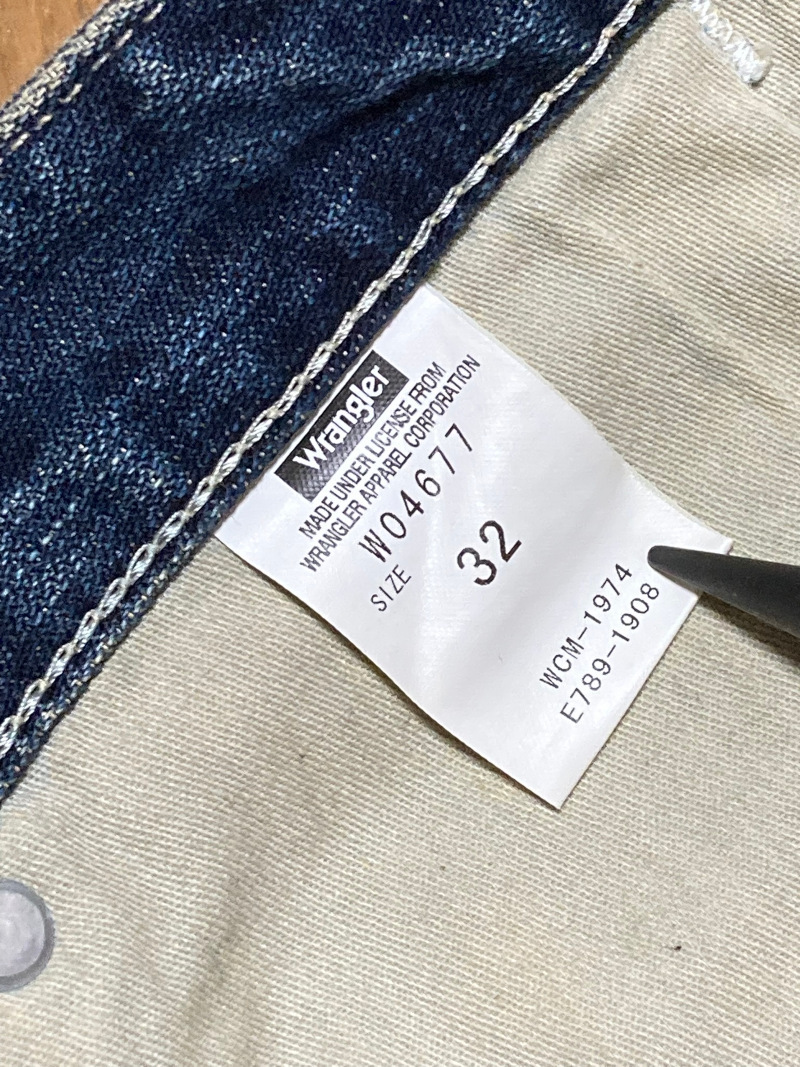 Wrangler
MADE UNDER LICENSE FROM
WRANGLER APPAREL CORPORATION
W04677
SIZE 32
WCM-1974
E789-1908